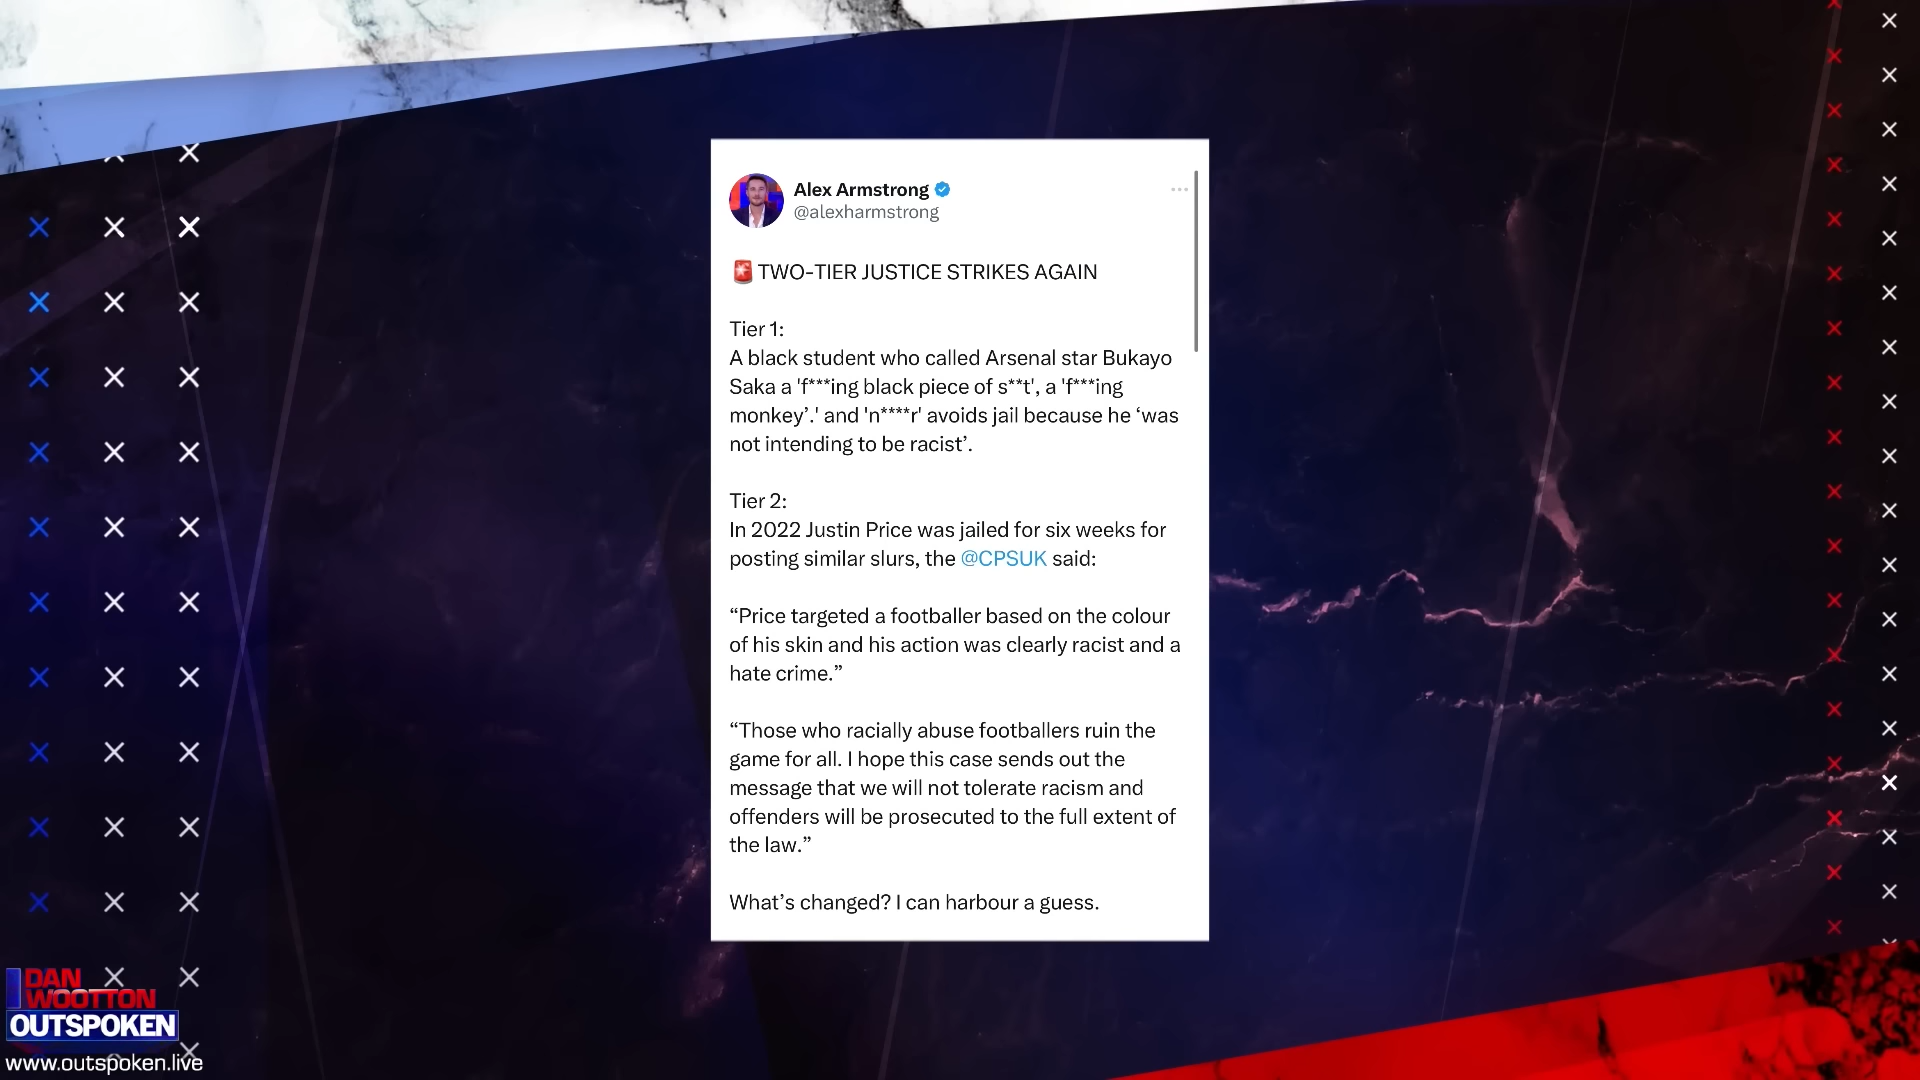 Alex Armstrong
@alexharmstrong
🚨TWO-TIER JUSTICE STRIKES AGAIN
Tier 1:
A black student who called Arsenal star Bukayo
Saka a 'f***ing black piece of s**t', a 'f***ing
monkey’.' and 'n****r' avoids jail because he ‘was
not intending to be racist’.
Tier 2:
In 2022 Justin Price was jailed for six weeks for
posting similar slurs, the @CPSUK said:
“Price targeted a footballer based on the colour
of his skin and his action was clearly racist and a
hate crime.”
“Those who racially abuse footballers ruin the
game for all. I hope this case sends out the
message that we will not tolerate racism and
offenders will be prosecuted to the full extent of
the law.”
What’s changed? I can harbour a guess.
DAN
WOOTTON
OUTSPOKEN
www.outspoken.live